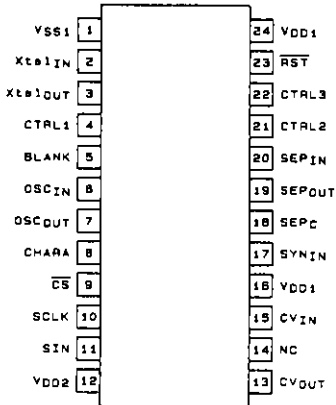 VSS1 1
XtalIN 2
XtalOUT 3
CTRL1 4
BLANK 5
OSCIN 6
OSCOUT 7
CHARA 8
CS 9
SCLK 10
SIN 11
VDD2 12
24 VDD1
23 RST
22 CTRL3
21 CTRL2
20 SEPIN
19 SEPOUT
18 SEPC
17 SYNIN
16 VDD1
15 CVIN
14 NC
13 CVOUT